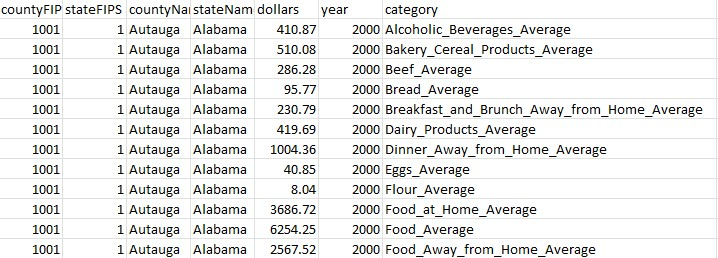 countyFIP stateFIPS countyNai stateNam dollars year category
1001 1 Autauga Alabama 410.87 2000 Alcoholic_Beverages_Average
1001 1 Autauga Alabama 510.08 2000 Bakery_Cereal_Products_Average
1001 1 Autauga Alabama 286.28 2000 Beef_Average
1001 1 Autauga Alabama 95.77 2000 Bread_Average
1001 1 Autauga Alabama 230.79 2000 Breakfast_and_Brunch_Away_from_Home_Average
1001 1 Autauga Alabama 419.69 2000 Dairy_Products_Average
1001 1 Autauga Alabama 1004.36 2000 Dinner_Away_from_Home_Average
1001 1 Autauga Alabama 40.85 2000 Eggs_Average
1001 1 Autauga Alabama 8.04 2000 Flour_Average
1001 1 Autauga Alabama 3686.72 2000 Food_at_Home_Average
1001 1 Autauga Alabama 6254.25 2000 Food_Average
1001 1 Autauga Alabama 2567.52 2000 Food_Away_from_Home_Average